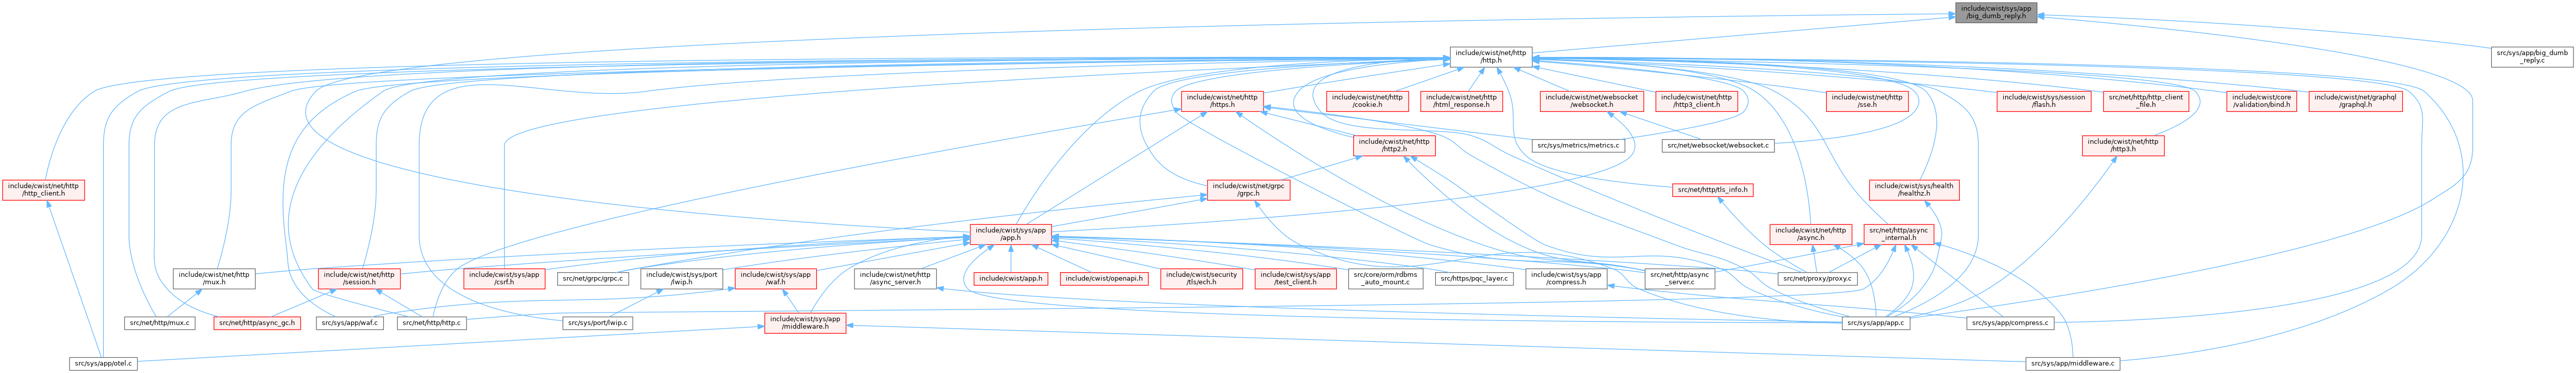 include/cwist/sys/app
/big_dumb_reply.h
include/cwist/net/http
/http.h
src/sys/app/big_dumb
_reply.c
include/cwist/net/http
/https.h
include/cwist/net/http
/cookie.h
include/cwist/net/http
/html_response.h
include/cwist/net/websocket
/websocket.h
include/cwist/net/http
/http3_client.h
include/cwist/net/http
/sse.h
include/cwist/sys/session
/flash.h
src/net/http/http_client
_file.h
include/cwist/core
/validation/bind.h
include/cwist/net/graphql
/graphql.h
include/cwist/net/http
/http2.h
src/sys/metrics/metrics.c
src/net/websocket/websocket.c
include/cwist/net/http
/http3.h
include/cwist/net/http
/http_client.h
include/cwist/net/grpc
/grpc.h
src/net/http/tls_info.h
include/cwist/sys/health
/healthz.h
include/cwist/sys/app
/app.h
include/cwist/net/http
/async.h
src/net/http/async
_internal.h
include/cwist/net/http
/mux.h
include/cwist/net/http
/session.h
include/cwist/sys/app
/csrf.h
src/net/grpc/grpc.c
include/cwist/sys/port
/lwip.h
include/cwist/sys/app
/waf.h
include/cwist/net/http
/async_server.h
include/cwist/app.h
include/cwist/openapi.h
include/cwist/security
/tls/ech.h
include/cwist/sys/app
/test_client.h
src/core/orm/rdbms
_auto_mount.c
src/https/pqc_layer.c
include/cwist/sys/app
/compress.h
src/net/http/async
_server.c
src/net/proxy/proxy.c
src/net/http/mux.c
src/net/http/async_gc.h
src/sys/app/waf.c
src/net/http/http.c
src/sys/port/lwip.c
include/cwist/sys/app
/middleware.h
src/sys/app/app.c
src/sys/app/compress.c
src/sys/app/otel.c
src/sys/app/middleware.c